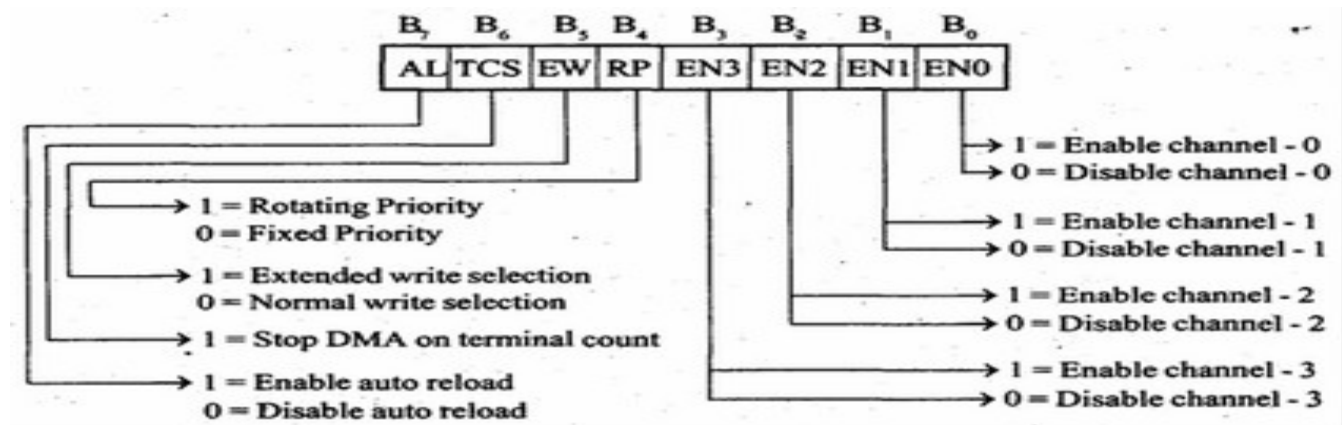 B₇ B₆ B₅ B₄ B₃ B₂ B₁ B₀
AL TCS EW RP EN3 EN2 EN1 EN0
1 = Enable channel - 0
0 = Disable channel - 0
1 = Rotating Priority
0 = Fixed Priority
1 = Enable channel - 1
0 = Disable channel - 1
1 = Extended write selection
0 = Normal write selection
1 = Enable channel - 2
0 = Disable channel - 2
1 = Stop DMA on terminal count
1 = Enable auto reload
0 = Disable auto reload
1 = Enable channel - 3
0 = Disable channel - 3